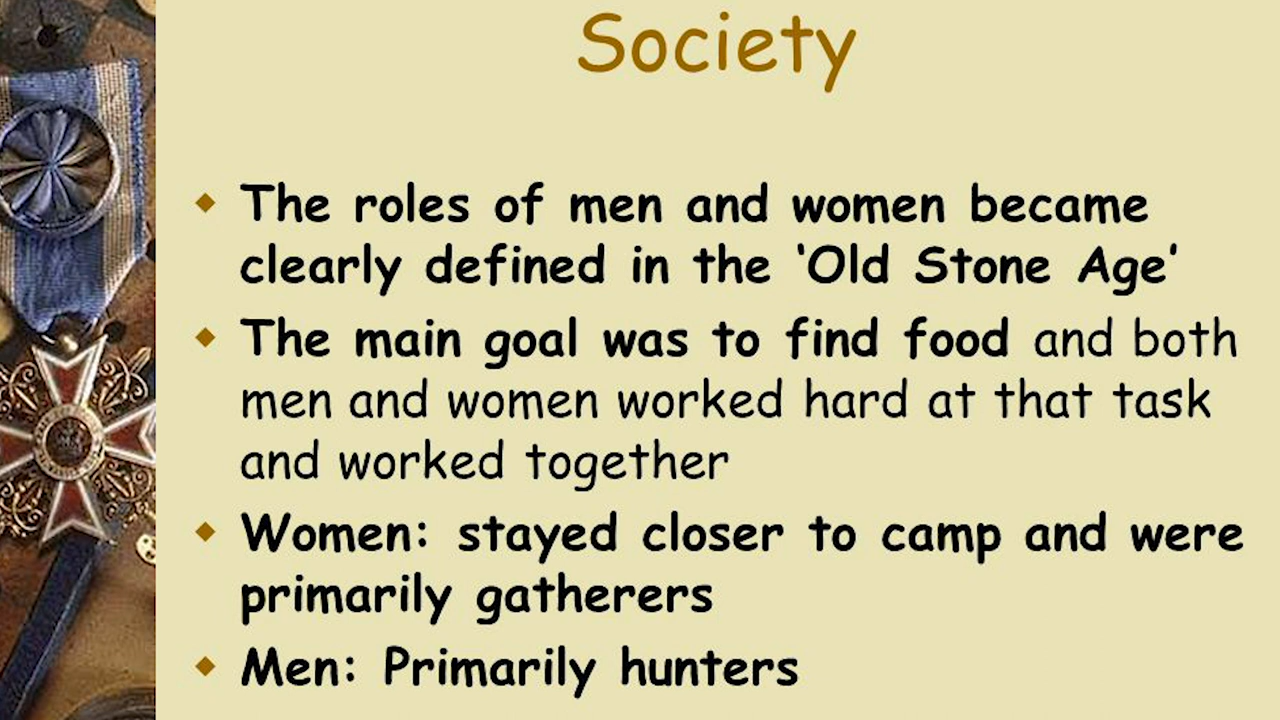 Society
The roles of men and women became
clearly defined in the ‘Old Stone Age’
The main goal was to find food and both
men and women worked hard at that task
and worked together
Women: stayed closer to camp and were
primarily gatherers
Men: Primarily hunters